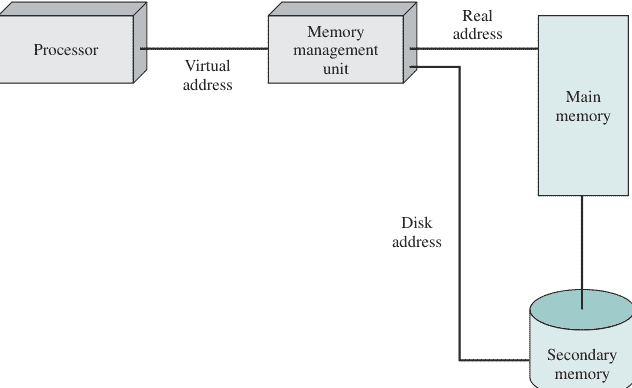 Processor
Virtual
address
Memory
management
unit
Real
address
Main
memory
Disk
address
Secondary
memory